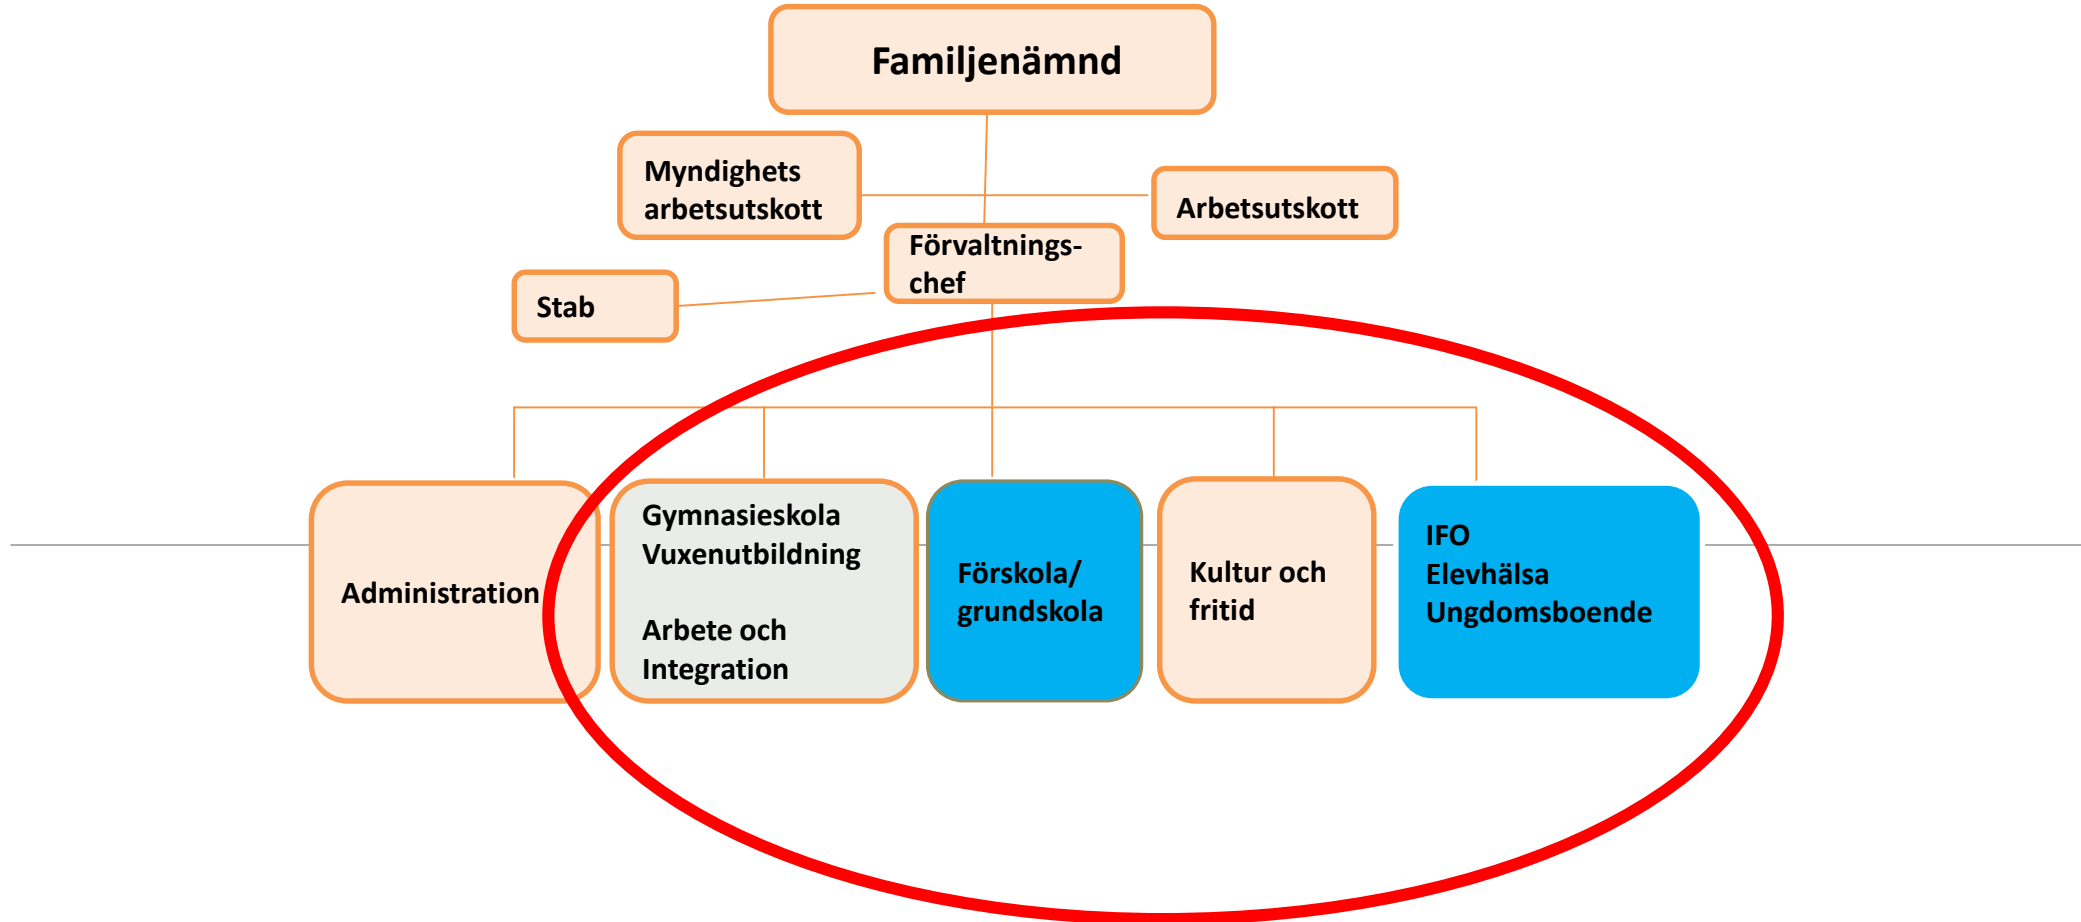 Familjenämnd
Myndighets
arbetsutskott
Arbetsutskott
Förvaltnings-
chef
Stab
Administration
Gymnasieskola
Vuxenutbildning
Arbete och
Integration
Förskola/
grundskola
Kultur och
fritid
IFO
Elevhälsa
Ungdomsboende